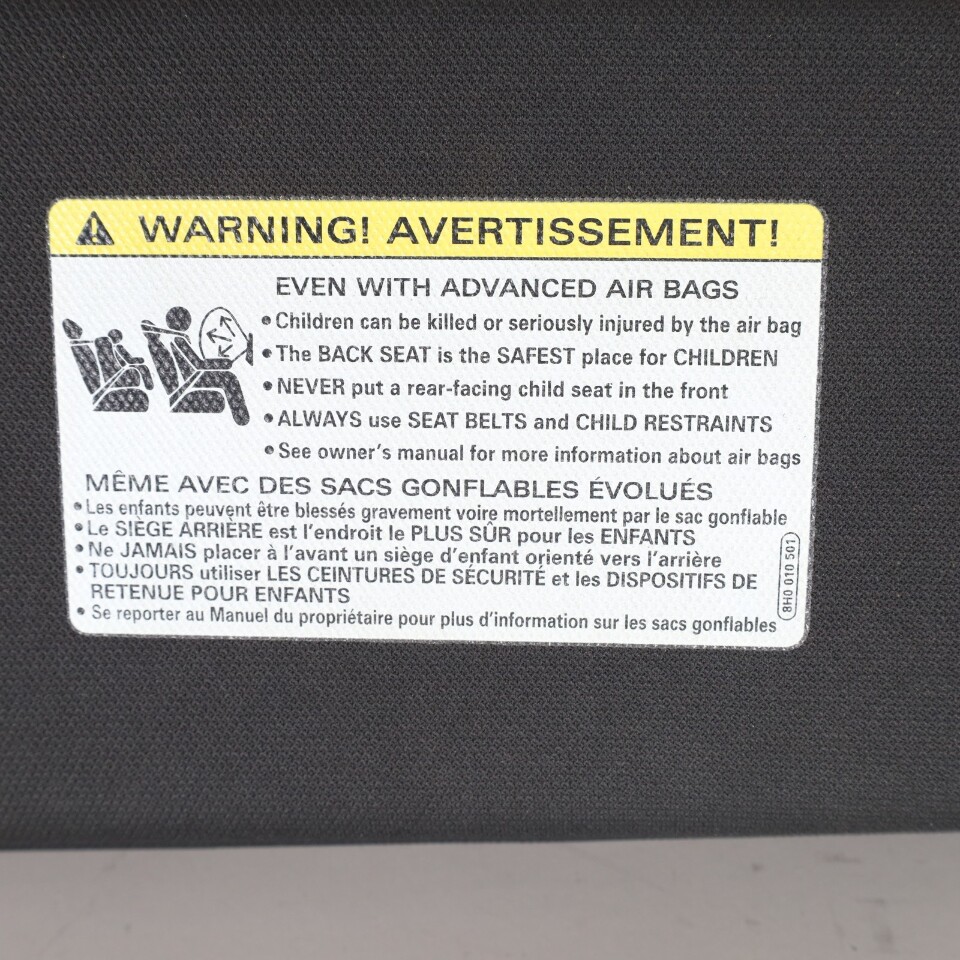 WARNING! AVERTISSEMENT!
EVEN WITH ADVANCED AIR BAGS
• Children can be killed or seriously injured by the air bag
• The BACK SEAT is the SAFEST place for CHILDREN
• NEVER put a rear-facing child seat in the front
• ALWAYS use SEAT BELTS and CHILD RESTRAINTS
• See owner's manual for more information about air bags
MÊME AVEC DES SACS GONFLABLES ÉVOLUÉS
• Les enfants peuvent être blessés gravement voire mortellement par le sac gonflable
• Le SIÈGE ARRIÈRE est l'endroit le PLUS SÛR pour les ENFANTS
• Ne JAMAIS placer à l'avant un siège d'enfant orienté vers l'arrière
• TOUJOURS utiliser LES CEINTURES DE SÉCURITÉ et les DISPOSITIFS DE
RETENUE POUR ENFANTS
• Se reporter au Manuel du propriétaire pour plus d'information sur les sacs gonflables
8H0 010 501